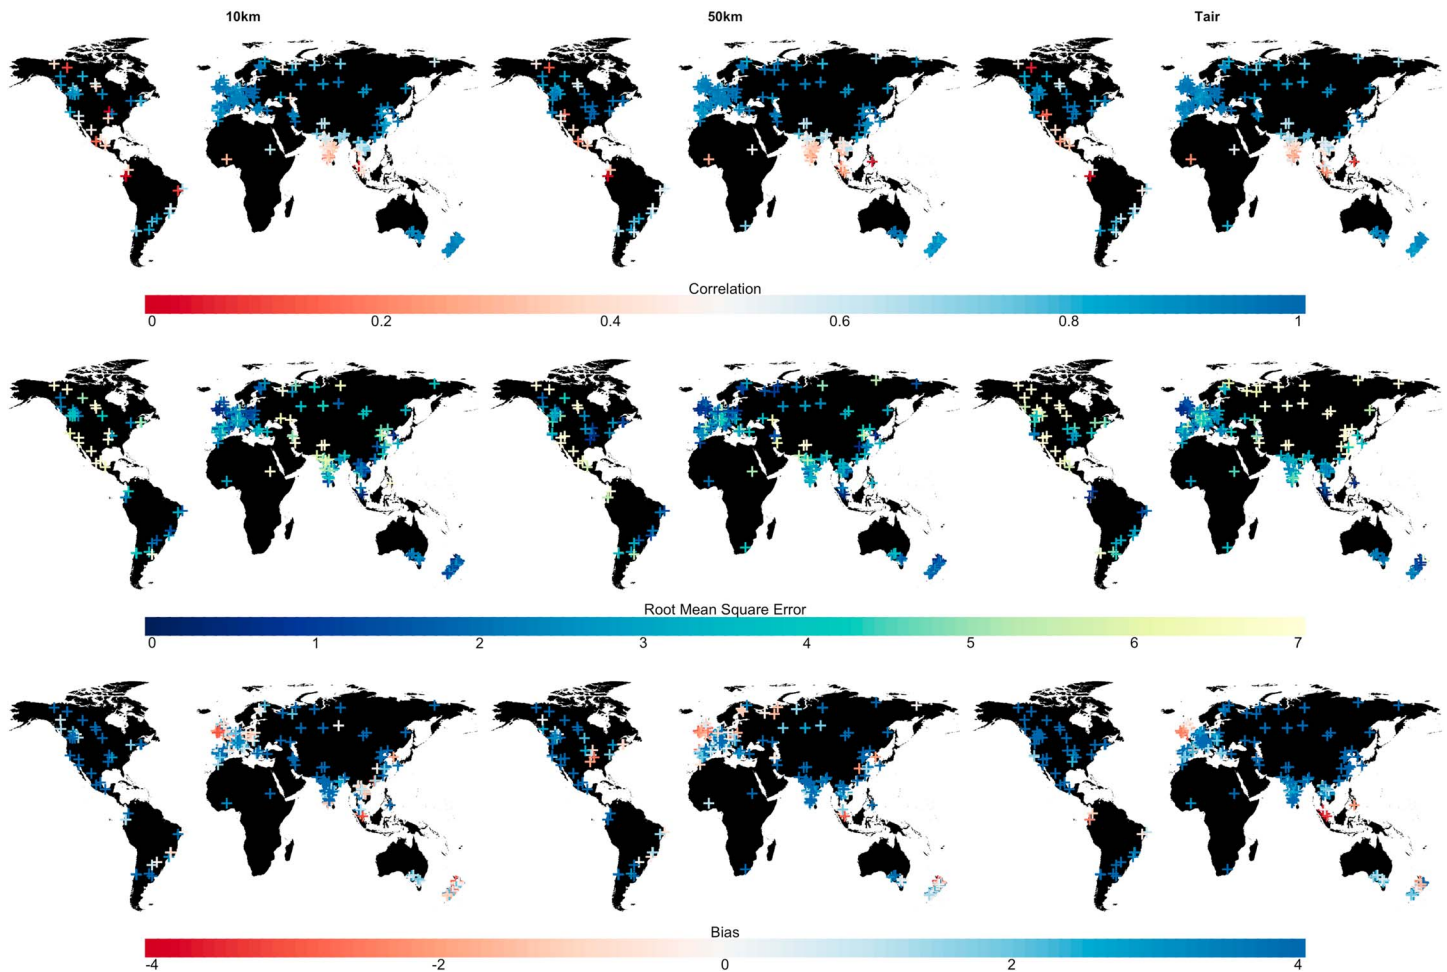 10km 50km Tair
Correlation
0 0.2 0.4 0.6 0.8 1
Root Mean Square Error
0 1 2 3 4 5 6 7
Bias
-4 -2 0 2 4